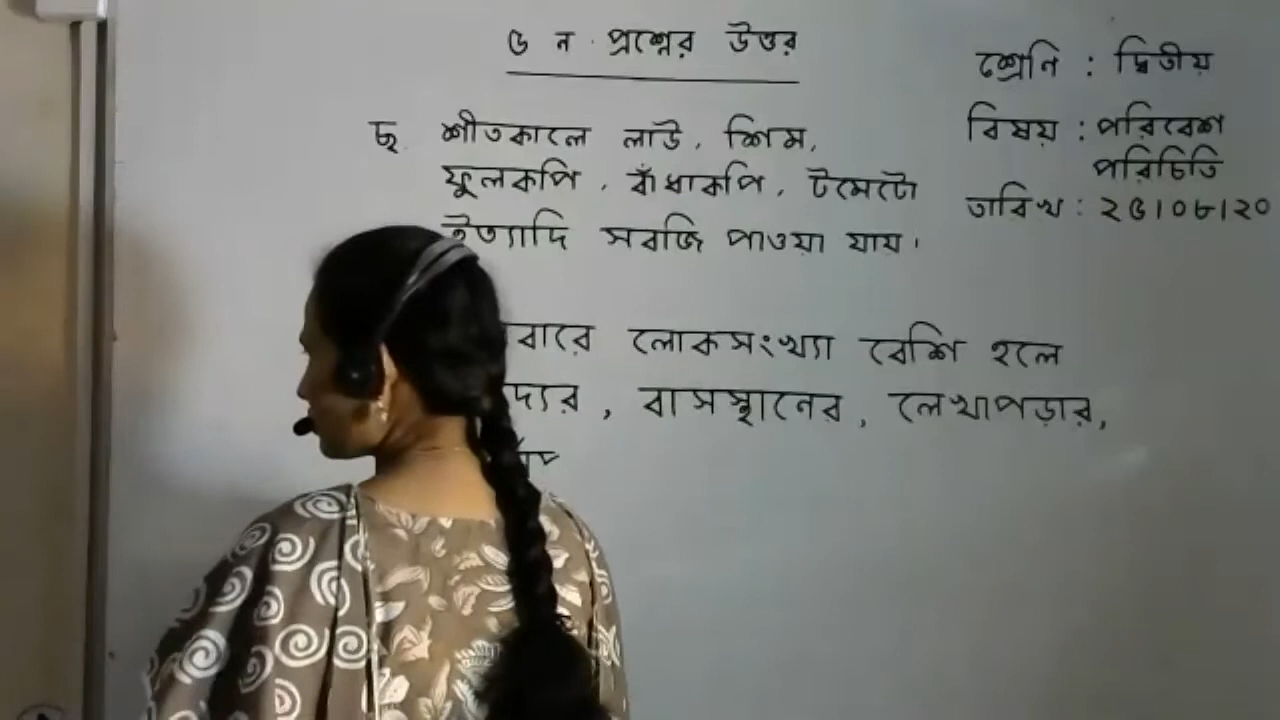 ৬ ন প্রশ্নের উত্তর
ছ শীতকালে লাউ, শিম,
ফুলকপি, বাঁধাকপি, টমেটো
ইত্যাদি সবজি পাওয়া যায়।
বারে লোকসংখ্যা বেশি হলে
দ্যের, বাসস্থানের, লেখাপড়ার,
শ্রেনি : দ্বিতীয়
বিষয় : পরিবেশ
পরিচিতি
তারিখ : ২৫।০৮।২০